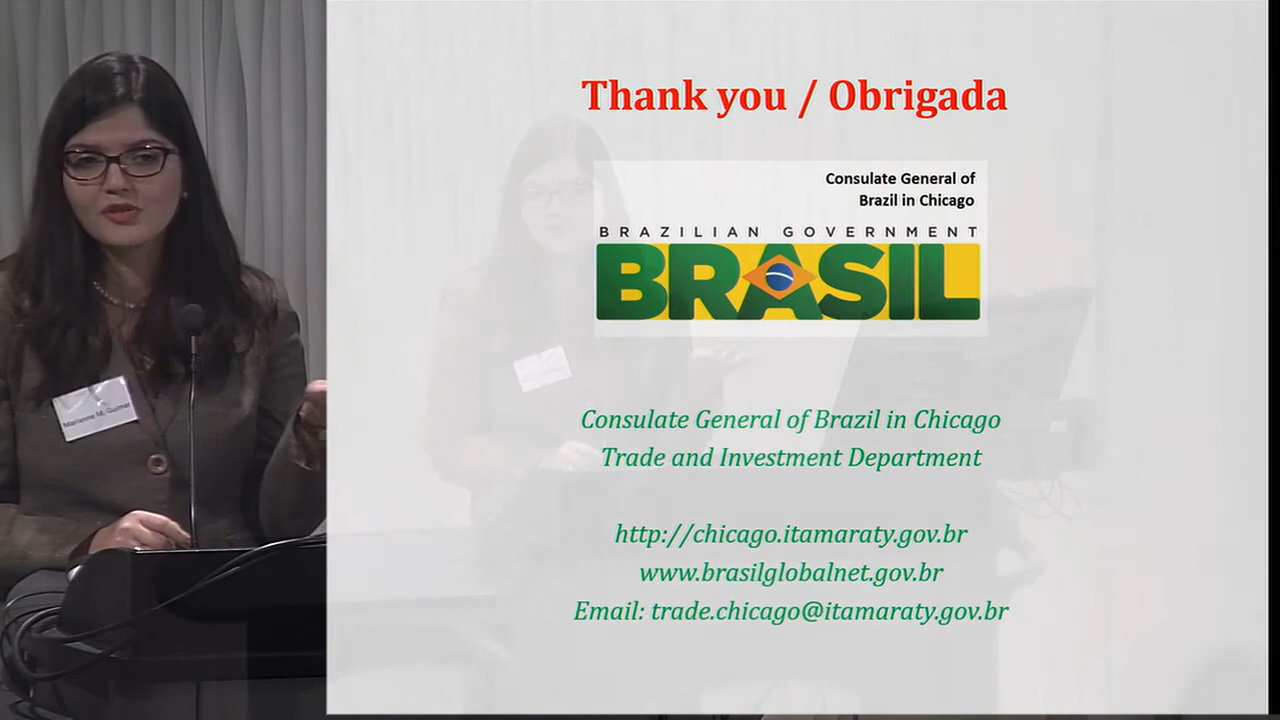 Thank you / Obrigada
Consulate General of
Brazil in Chicago
BRAZILIAN GOVERNMENT
BRASIL
Consulate General of Brazil in Chicago
Trade and Investment Department
http://chicago.itamaraty.gov.br
www.brasilglobalnet.gov.br
Email: trade.chicago@itamaraty.gov.br
Marianne M.